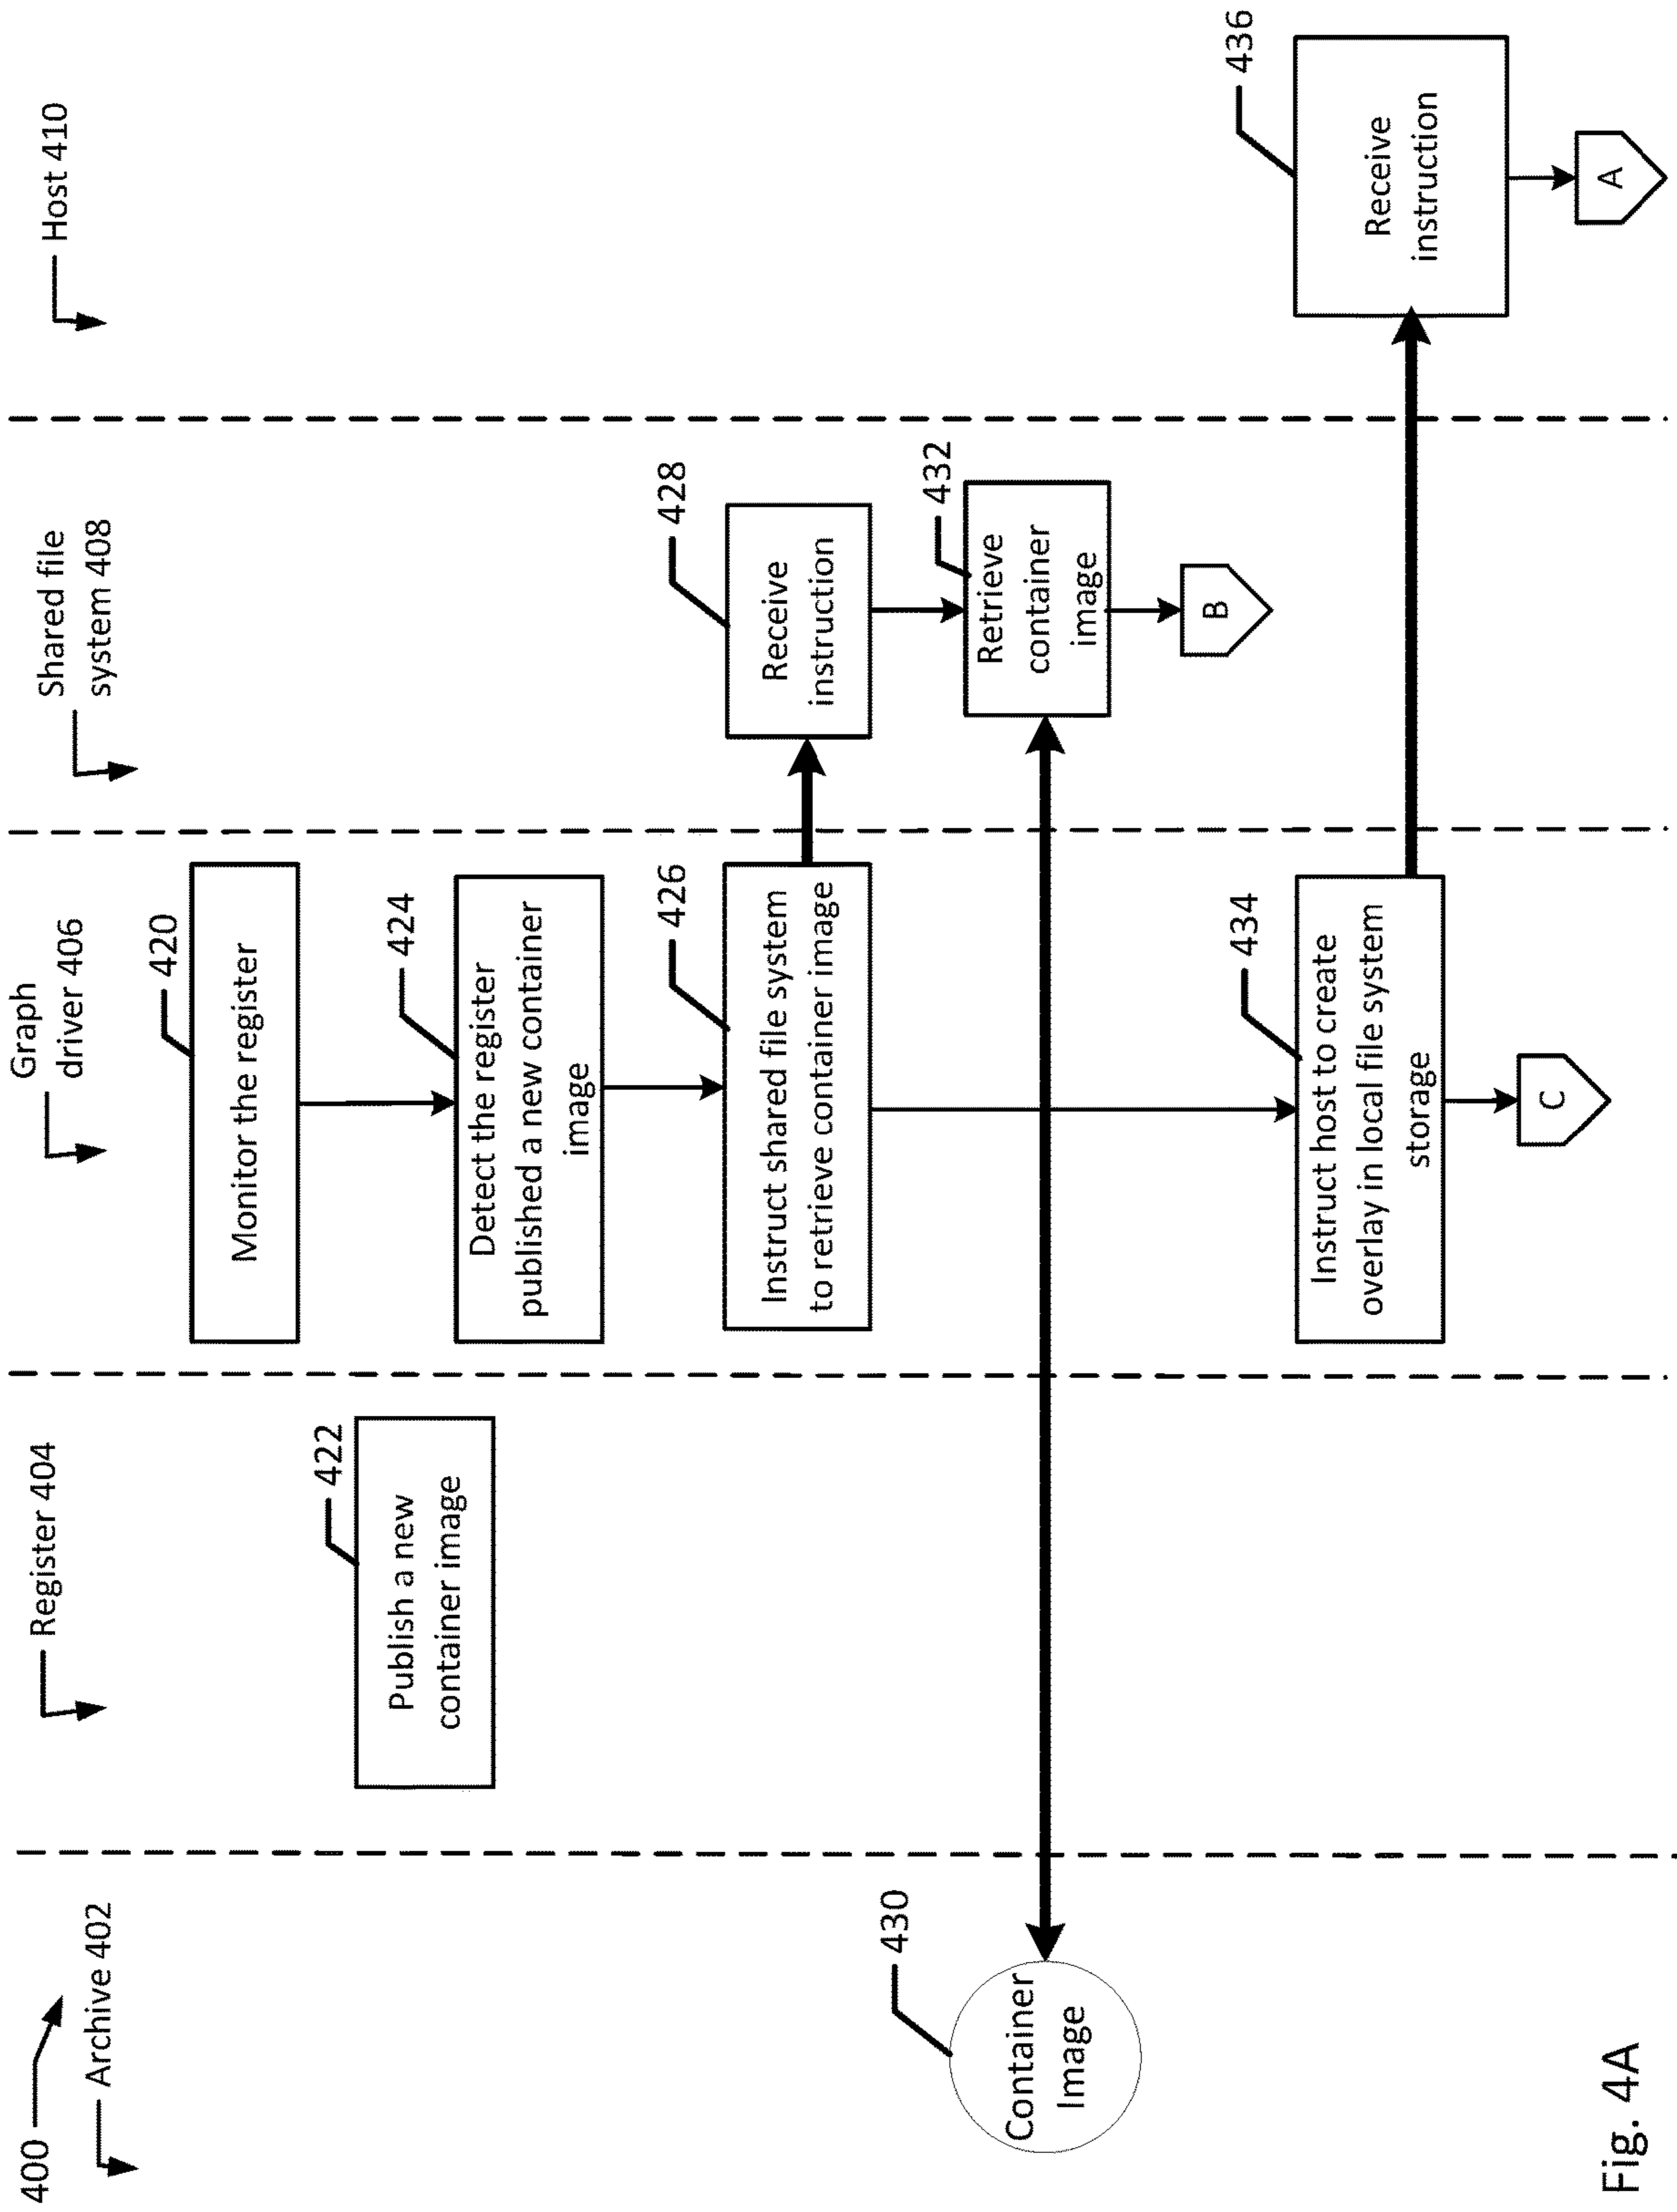 400
Archive 402
Register 404
Graph
driver 406
Shared file
system 408
Host 410
420
Monitor the register
422
Publish a new
container image
424
Detect the register
published a new container
image
426
Instruct shared file system
to retrieve container image
428
Receive
instruction
430
Container
Image
432
Retrieve
container
image
B
434
Instruct host to create
overlay in local file system
storage
C
436
Receive
instruction
A
Fig. 4A